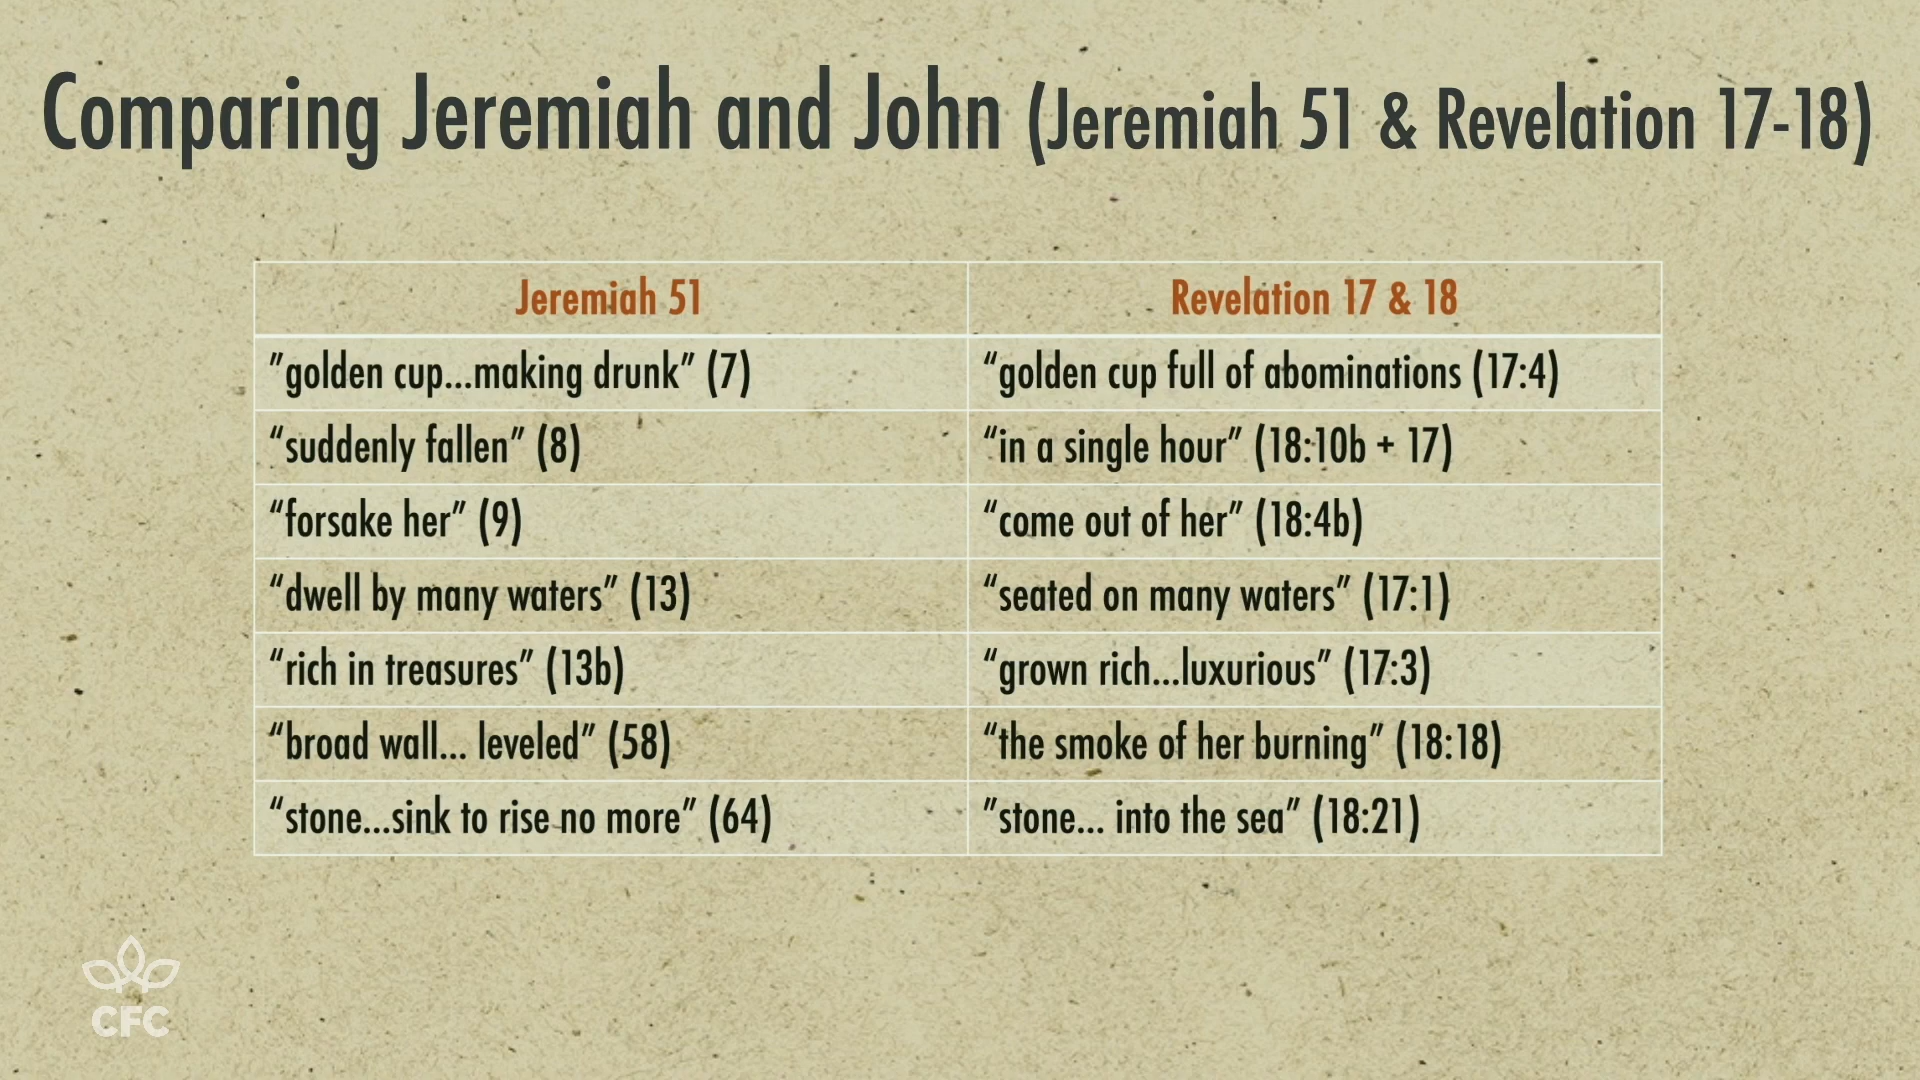 Comparing Jeremiah and John (Jeremiah 51 & Revelation 17-18)
Jeremiah 51
Revelation 17 & 18
”golden cup...making drunk” (7)
“golden cup full of abominations (17:4)
“suddenly fallen” (8)
“in a single hour” (18:10b + 17)
“forsake her” (9)
“come out of her” (18:4b)
“dwell by many waters” (13)
“seated on many waters” (17:1)
“rich in treasures” (13b)
“grown rich...luxurious” (17:3)
“broad wall... leveled” (58)
“the smoke of her burning” (18:18)
“stone...sink to rise no more” (64)
”stone... into the sea” (18:21)
CFC